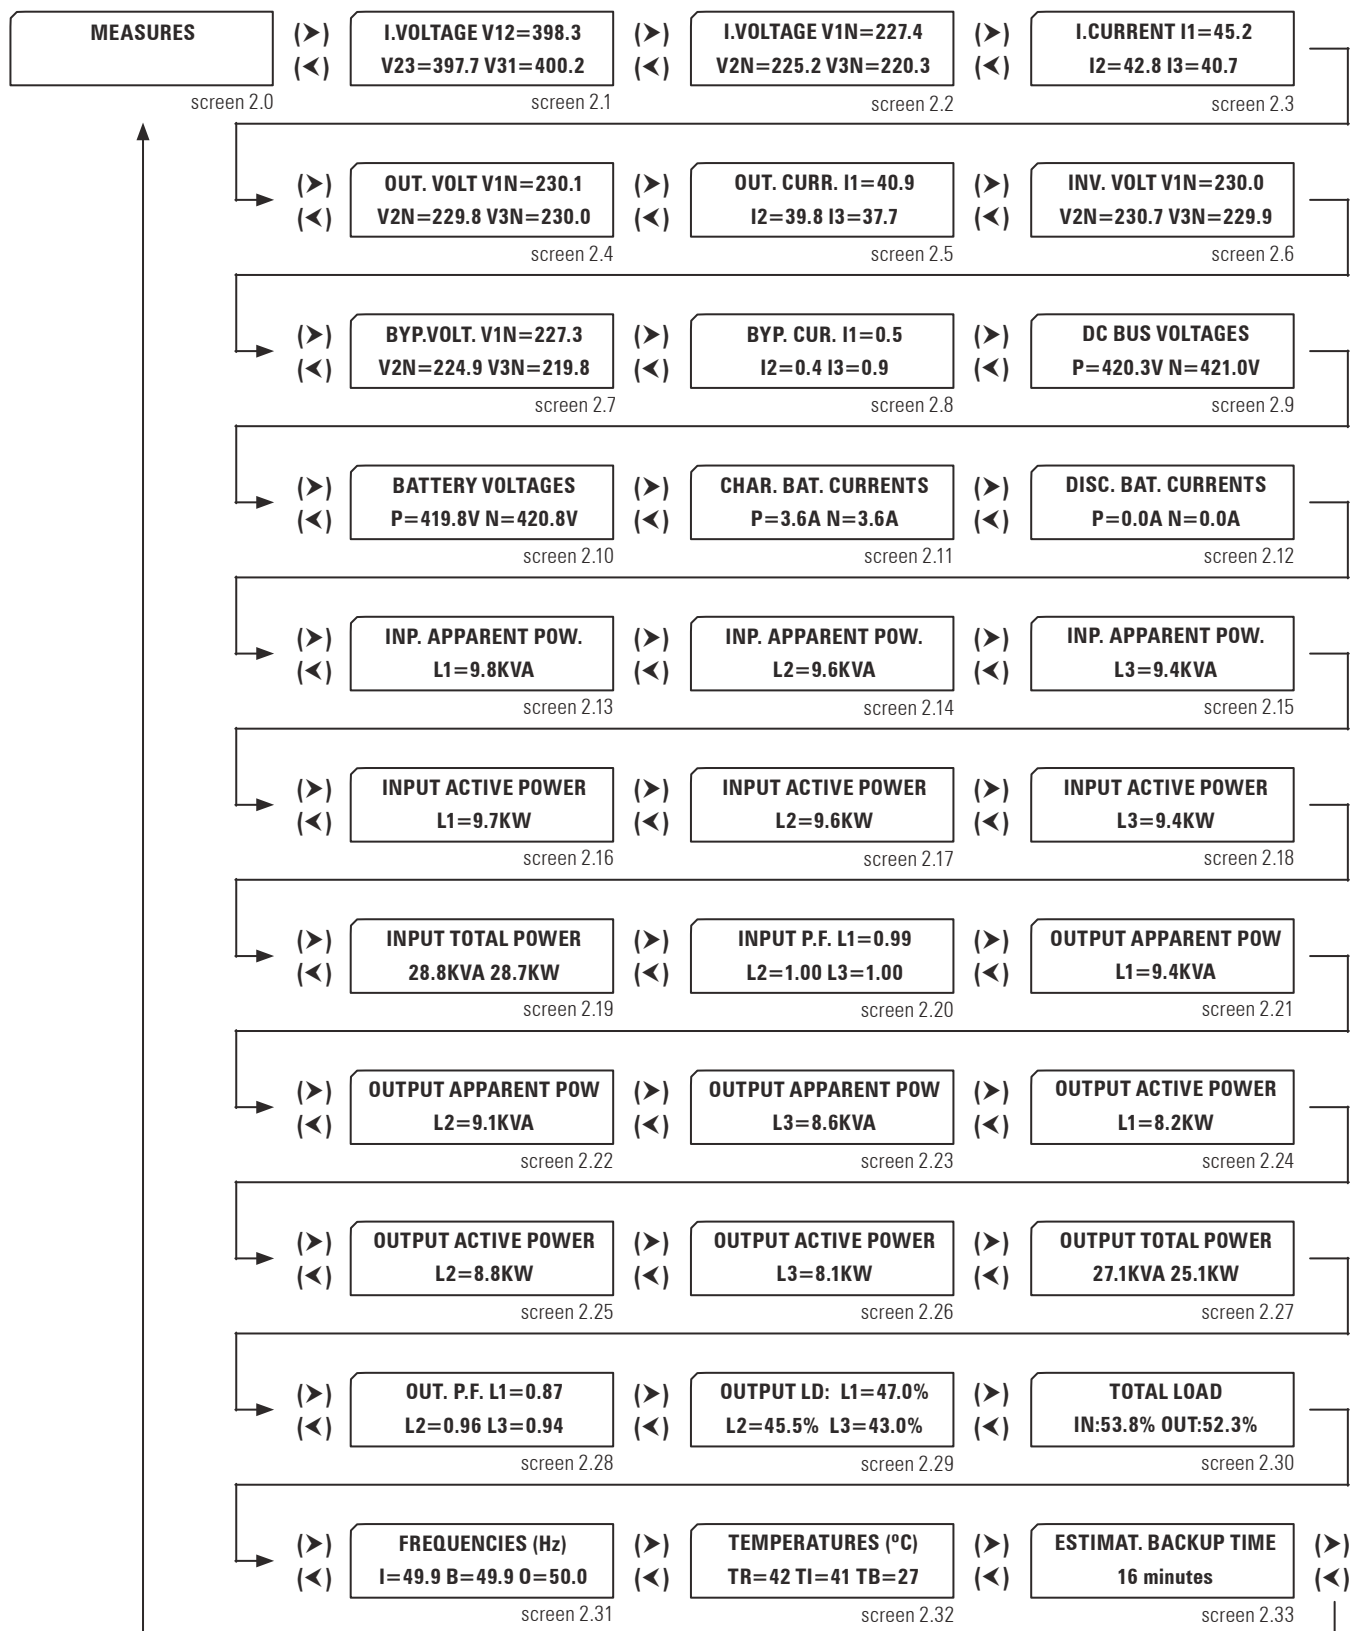 MEASURES
screen 2.0
(➤)
(➤)
(➤)
I.VOLTAGE V12=398.3
V23=397.7 V31=400.2
screen 2.1
I.VOLTAGE V1N=227.4
V2N=225.2 V3N=220.3
screen 2.2
I.CURRENT I1=45.2
I2=42.8 I3=40.7
screen 2.3
OUT. VOLT V1N=230.1
V2N=229.8 V3N=230.0
screen 2.4
OUT. CURR. I1=40.9
I2=39.8 I3=37.7
screen 2.5
INV. VOLT V1N=230.0
V2N=230.7 V3N=229.9
screen 2.6
BYP.VOLT. V1N=227.3
V2N=224.9 V3N=219.8
screen 2.7
BYP. CUR. I1=0.5
I2=0.4 I3=0.9
screen 2.8
DC BUS VOLTAGES
P=420.3V N=421.0V
screen 2.9
BATTERY VOLTAGES
P=419.8V N=420.8V
screen 2.10
CHAR. BAT. CURRENTS
P=3.6A N=3.6A
screen 2.11
DISC. BAT. CURRENTS
P=0.0A N=0.0A
screen 2.12
INP. APPARENT POW.
L1=9.8KVA
screen 2.13
INP. APPARENT POW.
L2=9.6KVA
screen 2.14
INP. APPARENT POW.
L3=9.4KVA
screen 2.15
INPUT ACTIVE POWER
L1=9.7KW
screen 2.16
INPUT ACTIVE POWER
L2=9.6KW
screen 2.17
INPUT ACTIVE POWER
L3=9.4KW
screen 2.18
INPUT TOTAL POWER
28.8KVA 28.7KW
screen 2.19
INPUT P.F. L1=0.99
L2=1.00 L3=1.00
screen 2.20
OUTPUT APPARENT POW
L1=9.4KVA
screen 2.21
OUTPUT APPARENT POW
L2=9.1KVA
screen 2.22
OUTPUT APPARENT POW
L3=8.6KVA
screen 2.23
OUTPUT ACTIVE POWER
L1=8.2KW
screen 2.24
OUTPUT ACTIVE POWER
L2=8.8KW
screen 2.25
OUTPUT ACTIVE POWER
L3=8.1KW
screen 2.26
OUTPUT TOTAL POWER
27.1KVA 25.1KW
screen 2.27
OUT. P.F. L1=0.87
L2=0.96 L3=0.94
screen 2.28
OUTPUT LD: L1=47.0%
L2=45.5% L3=43.0%
screen 2.29
TOTAL LOAD
IN:53.8% OUT:52.3%
screen 2.30
FREQUENCIES (Hz)
I=49.9 B=49.9 O=50.0
screen 2.31
TEMPERATURES (ºC)
TR=42 TI=41 TB=27
screen 2.32
ESTIMAT. BACKUP TIME
16 minutes
screen 2.33